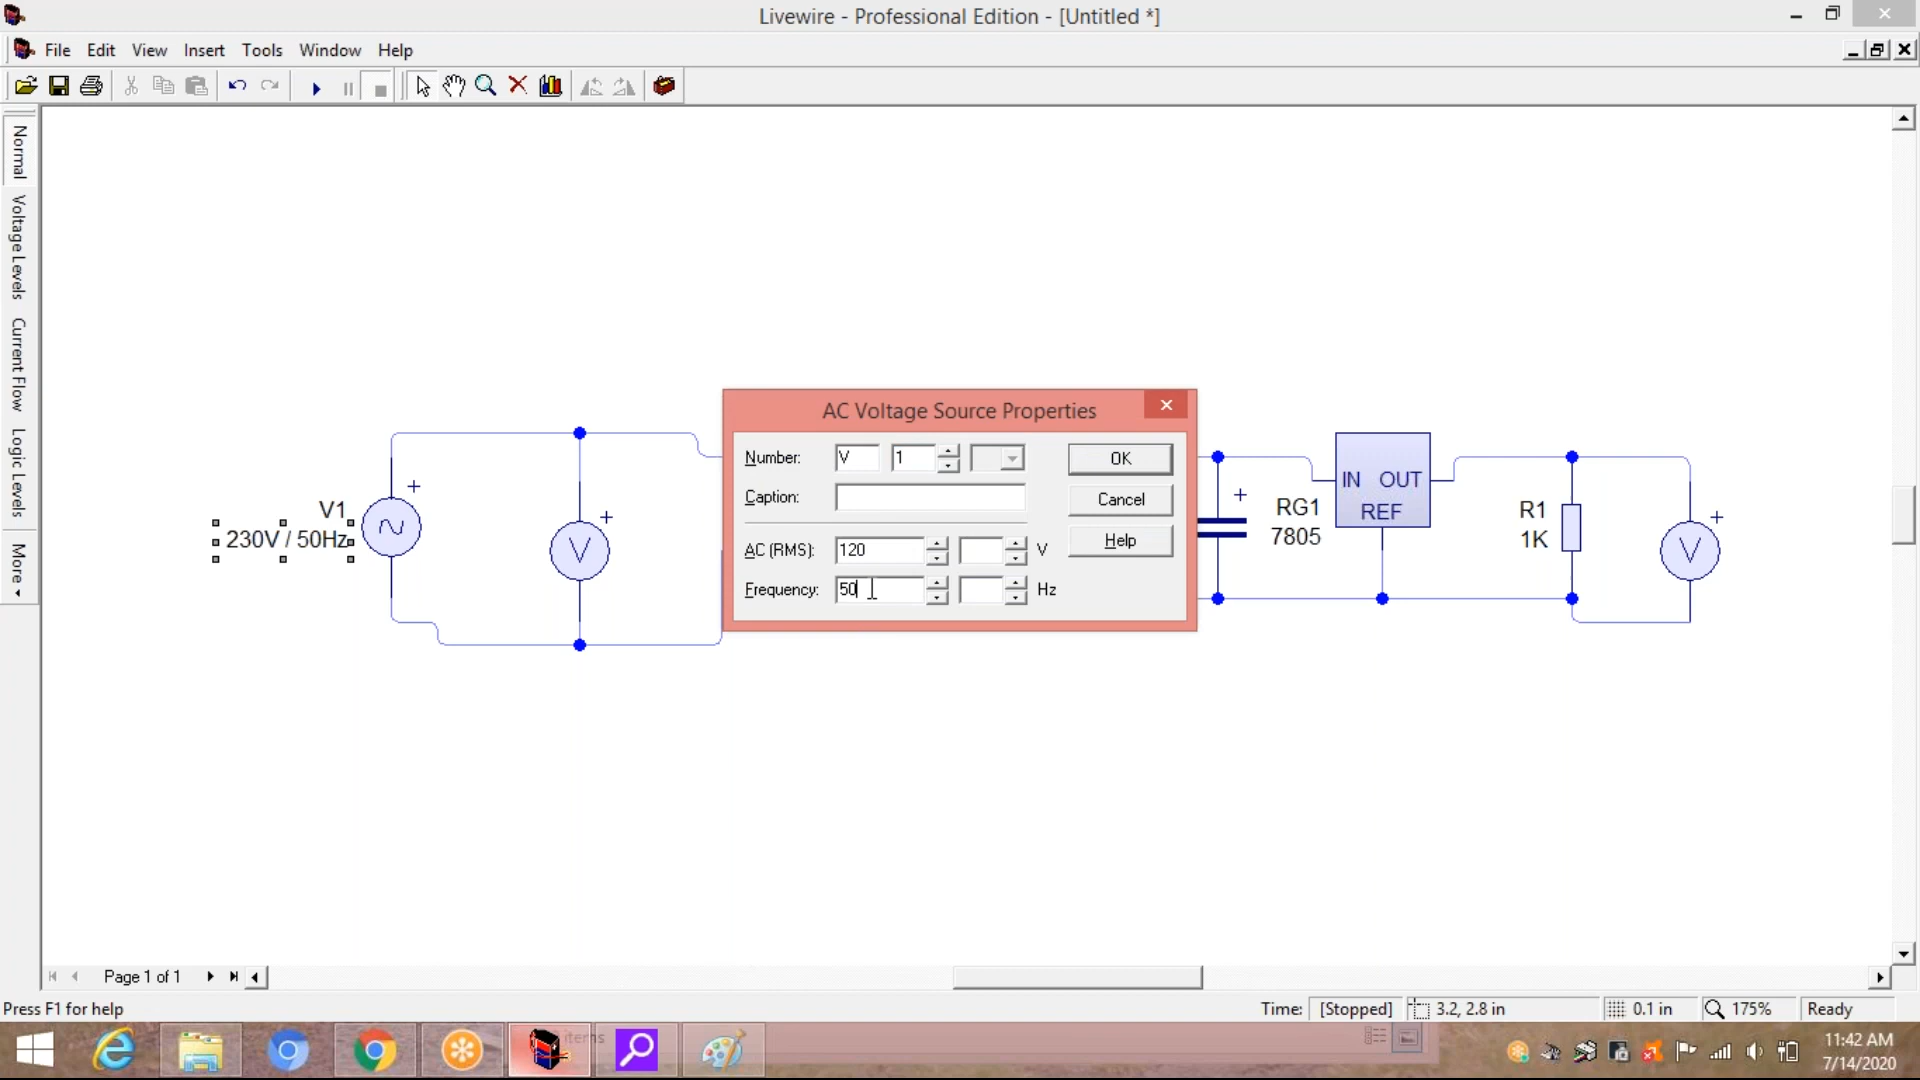 Livewire - Professional Edition - [Untitled *]
File Edit View Insert Tools Window Help
Normal
Voltage Levels
Current Flow
Logic Levels
More
AC Voltage Source Properties
Number: V 1
OK
Caption:
Cancel
AC (RMS): 120 V
Help
Frequency: 50 Hz
V1
230V / 50Hz
+
V
+
+
RG1
7805
IN OUT
REF
R1
1K
V
+
Page 1 of 1
Press F1 for help
Time: [Stopped] 3.2, 2.8 in 0.1 in 175% Ready
items
11:42 AM
7/14/2020